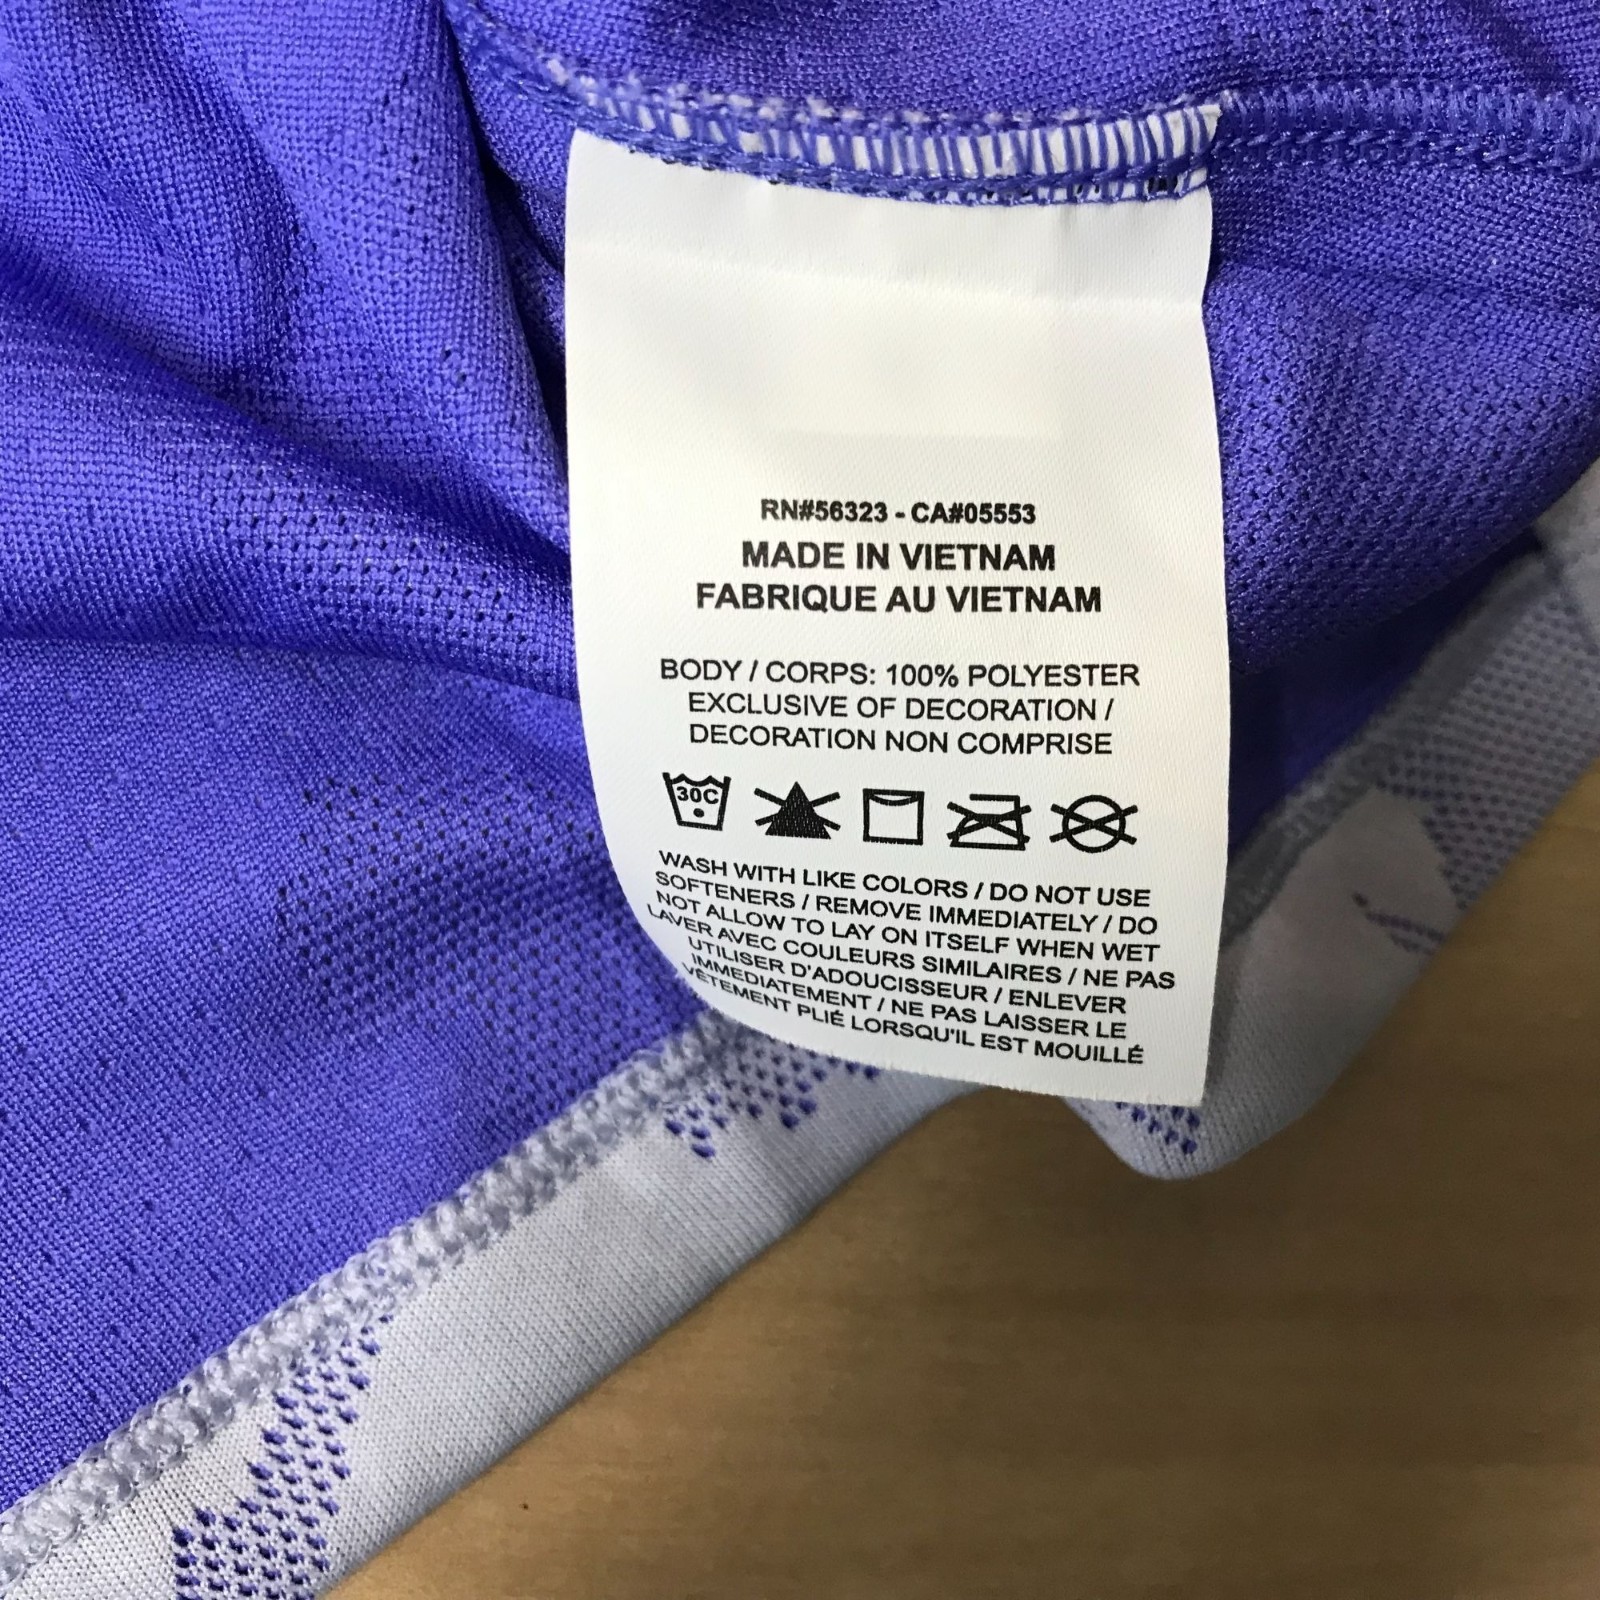 RN#56323 - CA#05553
MADE IN VIETNAM
FABRIQUE AU VIETNAM
BODY / CORPS: 100% POLYESTER
EXCLUSIVE OF DECORATION /
DECORATION NON COMPRISE
30C
WASH WITH LIKE COLORS / DO NOT USE
SOFTENERS / REMOVE IMMEDIATELY / DO
NOT ALLOW TO LAY ON ITSELF WHEN WET
LAVER AVEC COULEURS SIMILAIRES / NE PAS
UTILISER D'ADOUCISSEUR / ENLEVER
IMMEDIATEMENT / NE PAS LAISSER LE
VÊTEMENT PLIÉ LORSQU'IL EST MOUILLÉ